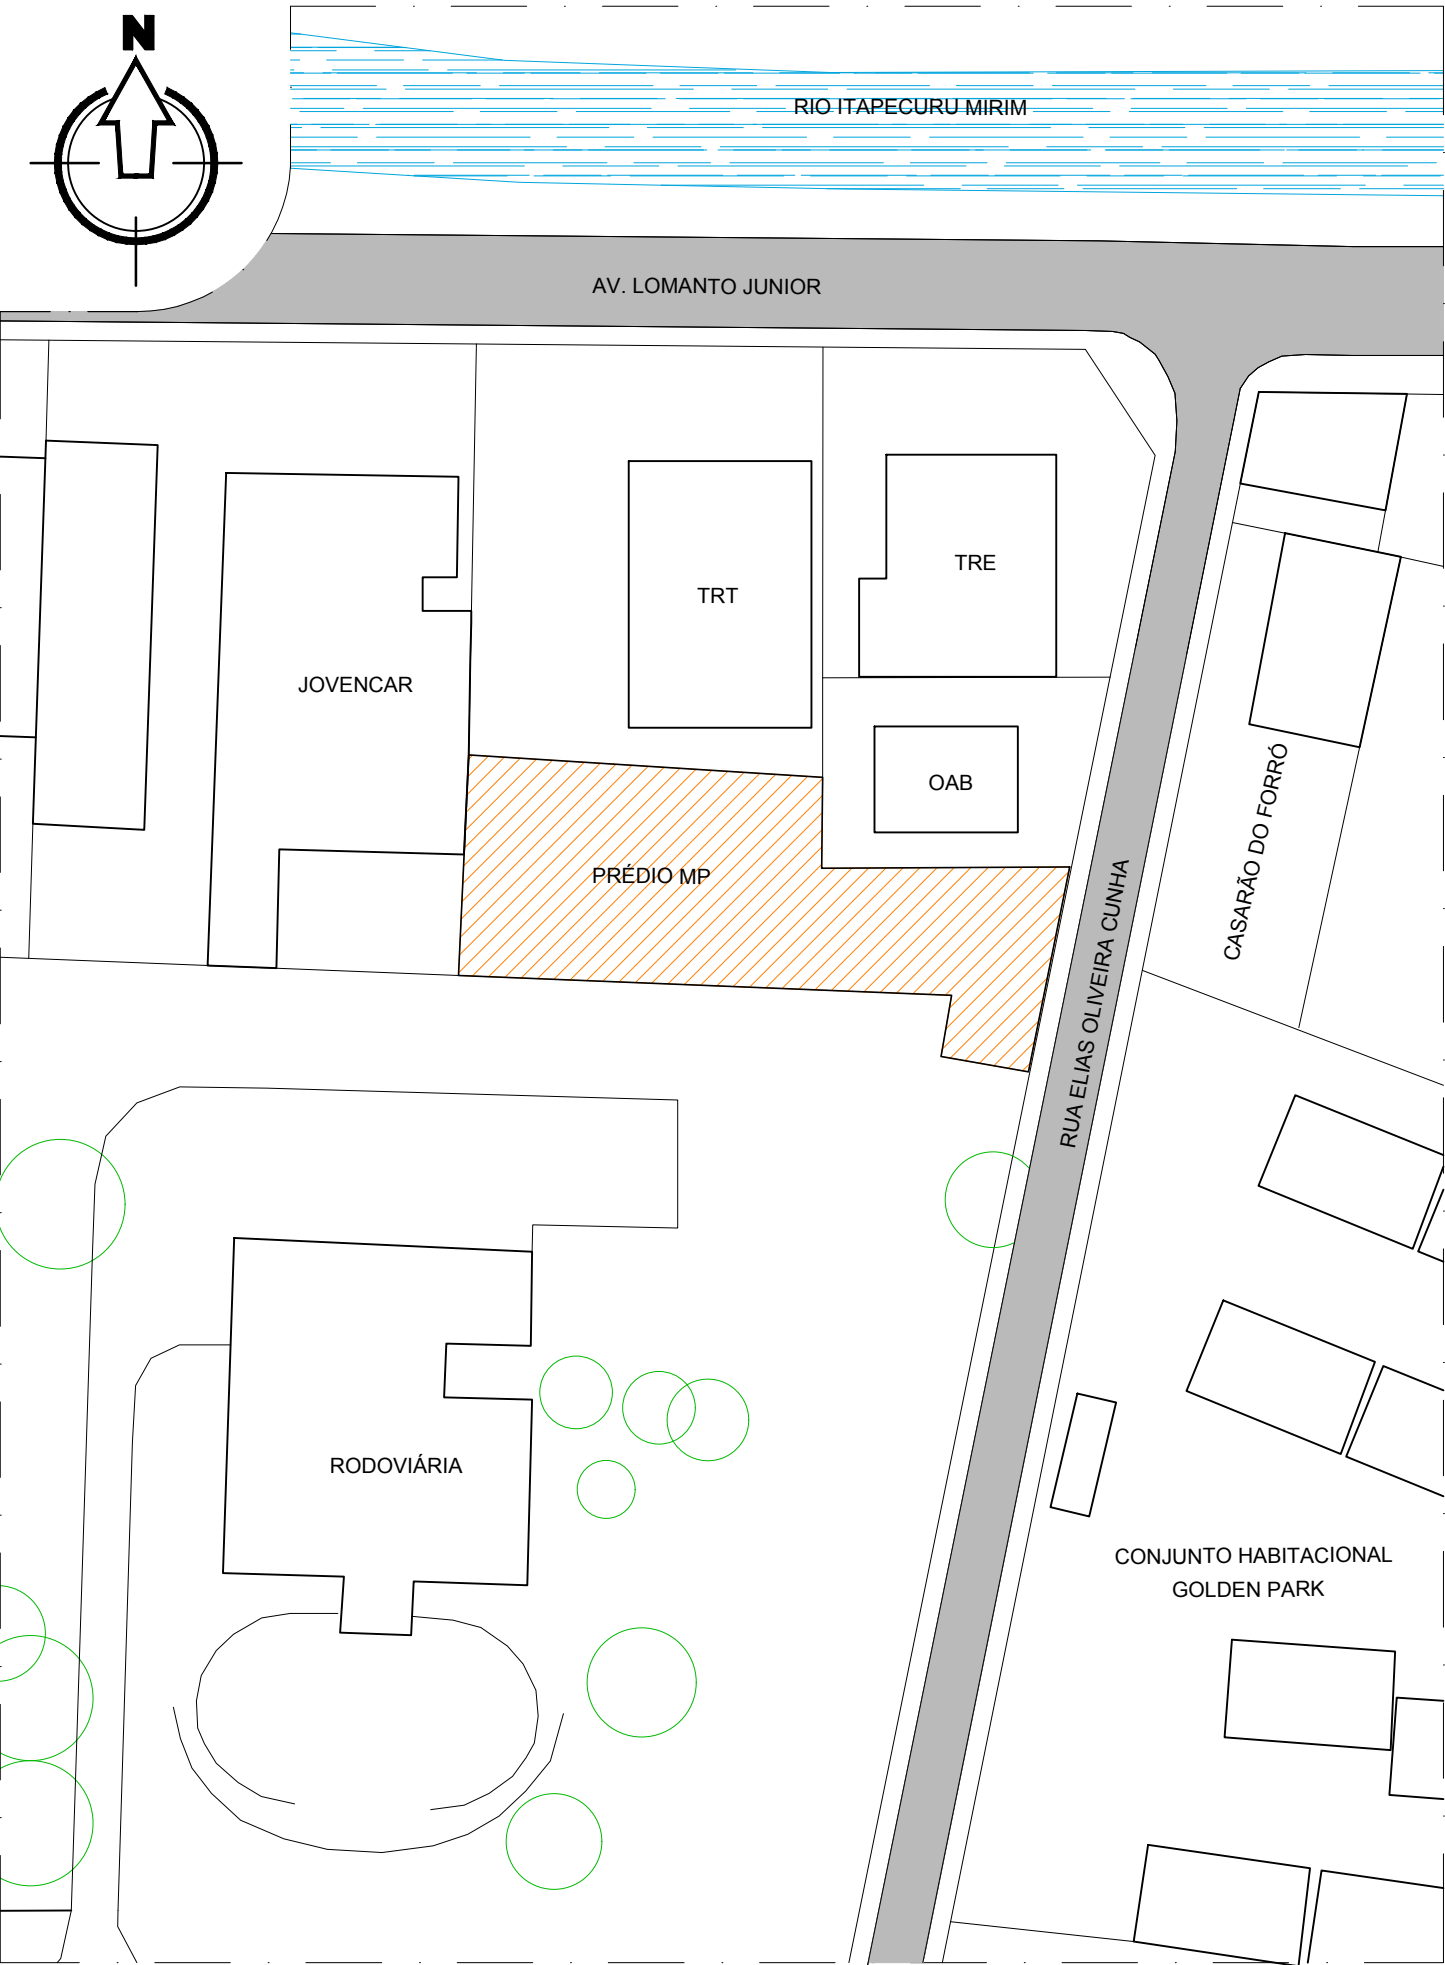 N
RIO ITAPECURU MIRIM
AV. LOMANTO JUNIOR
TRE
TRT
JOVENCAR
OAB
CASARÃO DO FORRÓ
PRÉDIO MP
RUA ELIAS OLIVEIRA CUNHA
RODOVIÁRIA
CONJUNTO HABITACIONAL
GOLDEN PARK